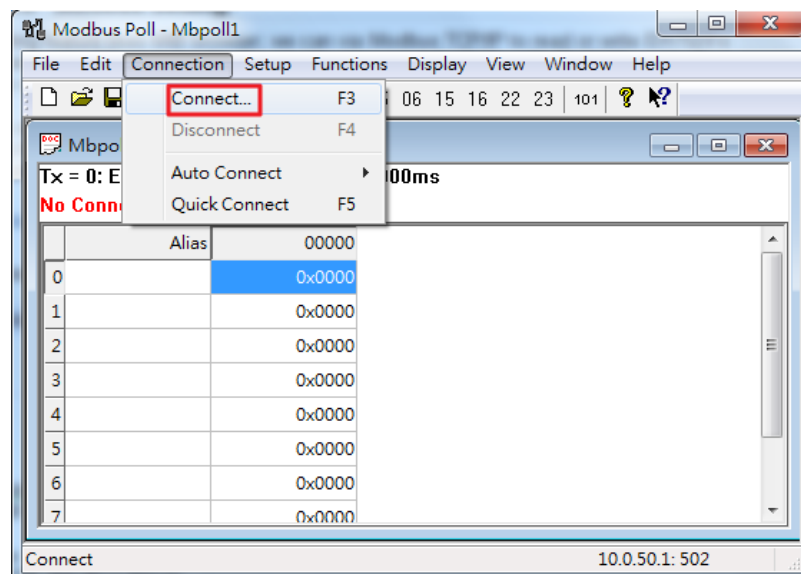 Modbus Poll - Mbpoll1
File Edit Connection Setup Functions Display View Window Help
Connect... F3
06 15 16 22 23 101
Disconnect F4
Mbpo
Auto Connect
Tx = 0: E 00ms
Quick Connect F5
No Conn
Alias 00000
0 0x0000
1 0x0000
2 0x0000
3 0x0000
4 0x0000
5 0x0000
6 0x0000
7 0x0000
Connect 10.0.50.1: 502